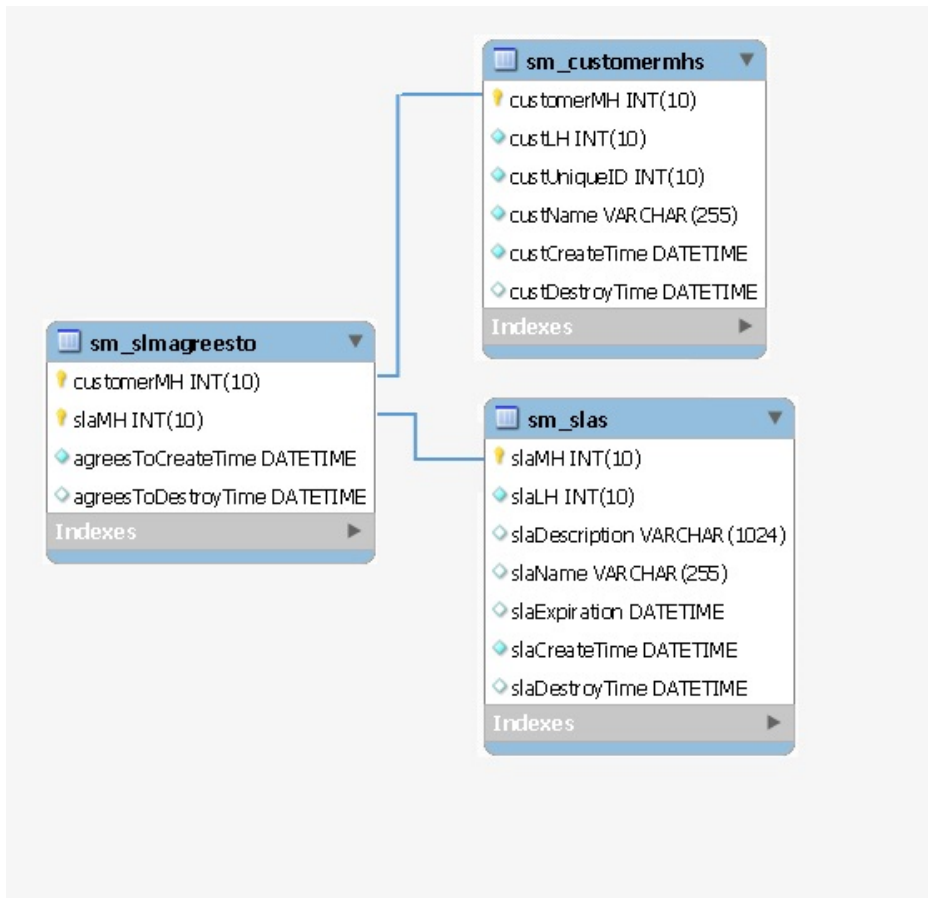 sm_customermhs
customerMH INT(10)
custLH INT(10)
custUniqueID INT(10)
custName VARCHAR(255)
custCreateTime DATETIME
custDestroyTime DATETIME
Indexes
sm_slmagreesto
customerMH INT(10)
slaMH INT(10)
agreesToCreateTime DATETIME
agreesToDestroyTime DATETIME
Indexes
sm_slas
slaMH INT(10)
slaLH INT(10)
slaDescription VARCHAR(1024)
slaName VARCHAR(255)
slaExpiration DATETIME
slaCreateTime DATETIME
slaDestroyTime DATETIME
Indexes